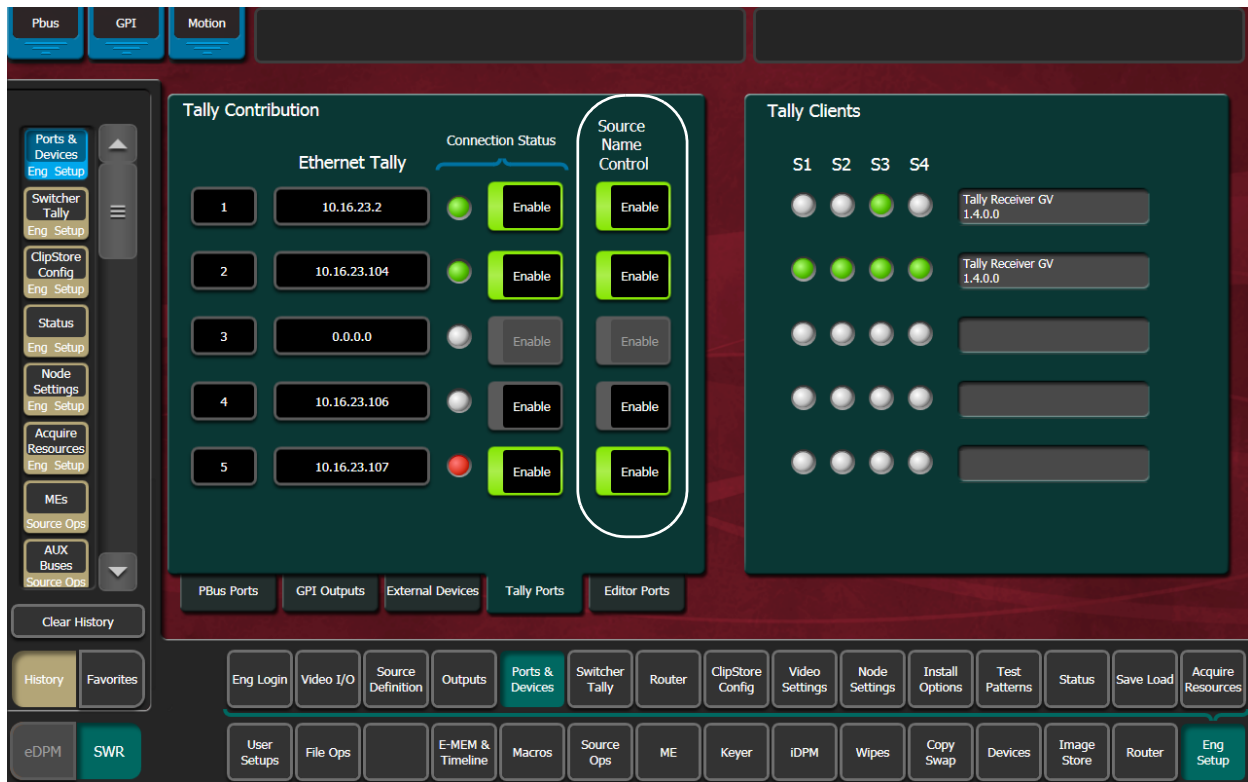 Pbus GPI Motion
Tally Contribution
Connection Status
Source
Name
Control
Ethernet Tally
1 10.16.23.2 Enable Enable
2 10.16.23.104 Enable Enable
3 0.0.0.0 Enable Enable
4 10.16.23.106 Enable Enable
5 10.16.23.107 Enable Enable
PBus Ports GPI Outputs External Devices Tally Ports Editor Ports
Tally Clients
S1 S2 S3 S4
Tally Receiver GV
1.4.0.0
Tally Receiver GV
1.4.0.0
Ports &
Devices
Eng Setup
Switcher
Tally
Eng Setup
ClipStore
Config
Eng Setup
Status
Eng Setup
Node
Settings
Eng Setup
Acquire
Resources
Eng Setup
MEs
Source Ops
AUX
Buses
Source Ops
Clear History
History Favorites
eDPM SWR
Eng Login Video I/O Source Definition Outputs Ports & Devices Switcher Tally Router ClipStore Config Video Settings Node Settings Install Options Test Patterns Status Save Load Acquire Resources
User Setups File Ops E-MEM & Timeline Macros Source Ops ME Keyer iDPM Wipes Copy Swap Devices Image Store Router Eng Setup